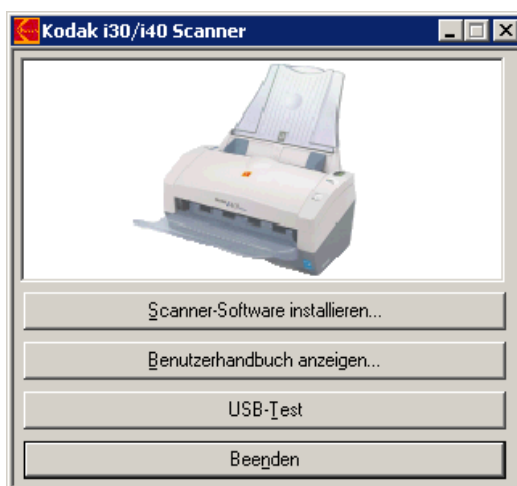 Kodak i30/i40 Scanner
Scanner-Software installieren...
Benutzerhandbuch anzeigen...
USB-Test
Beenden